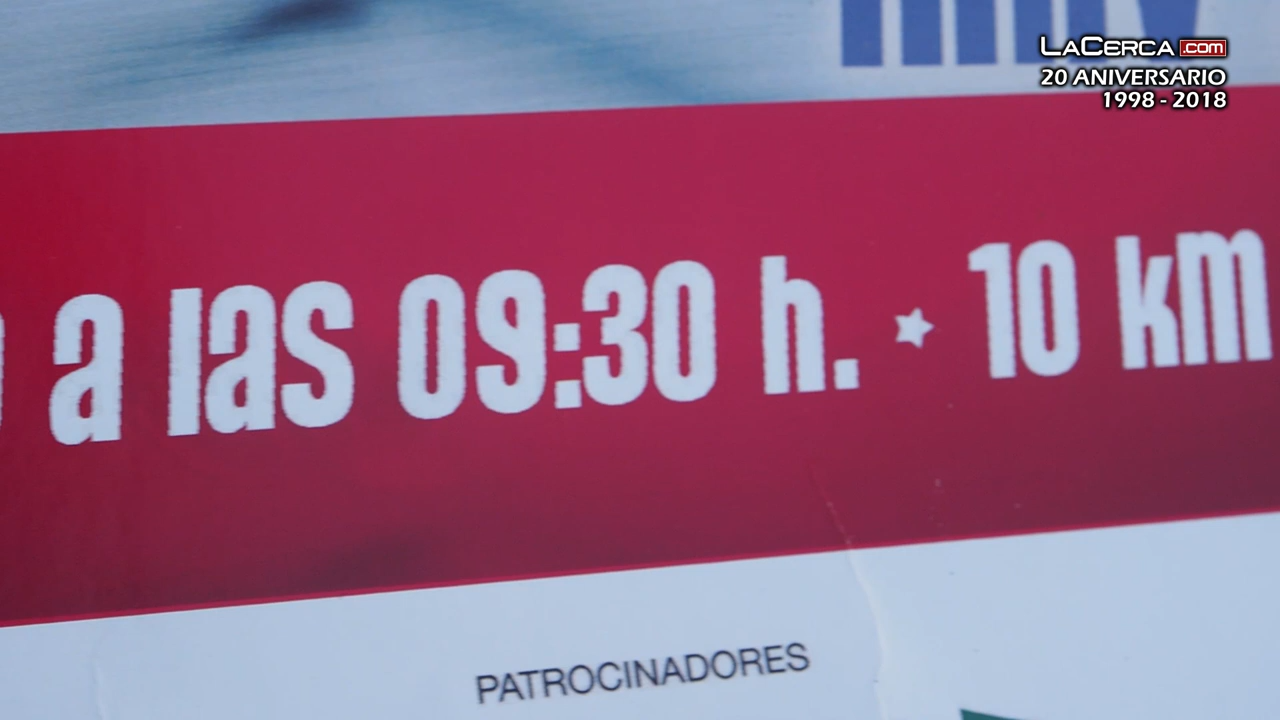 LACERCA.COM
20 ANIVERSARIO
1998 - 2018
a las 09:30 h. ★ 10 km
PATROCINADORES